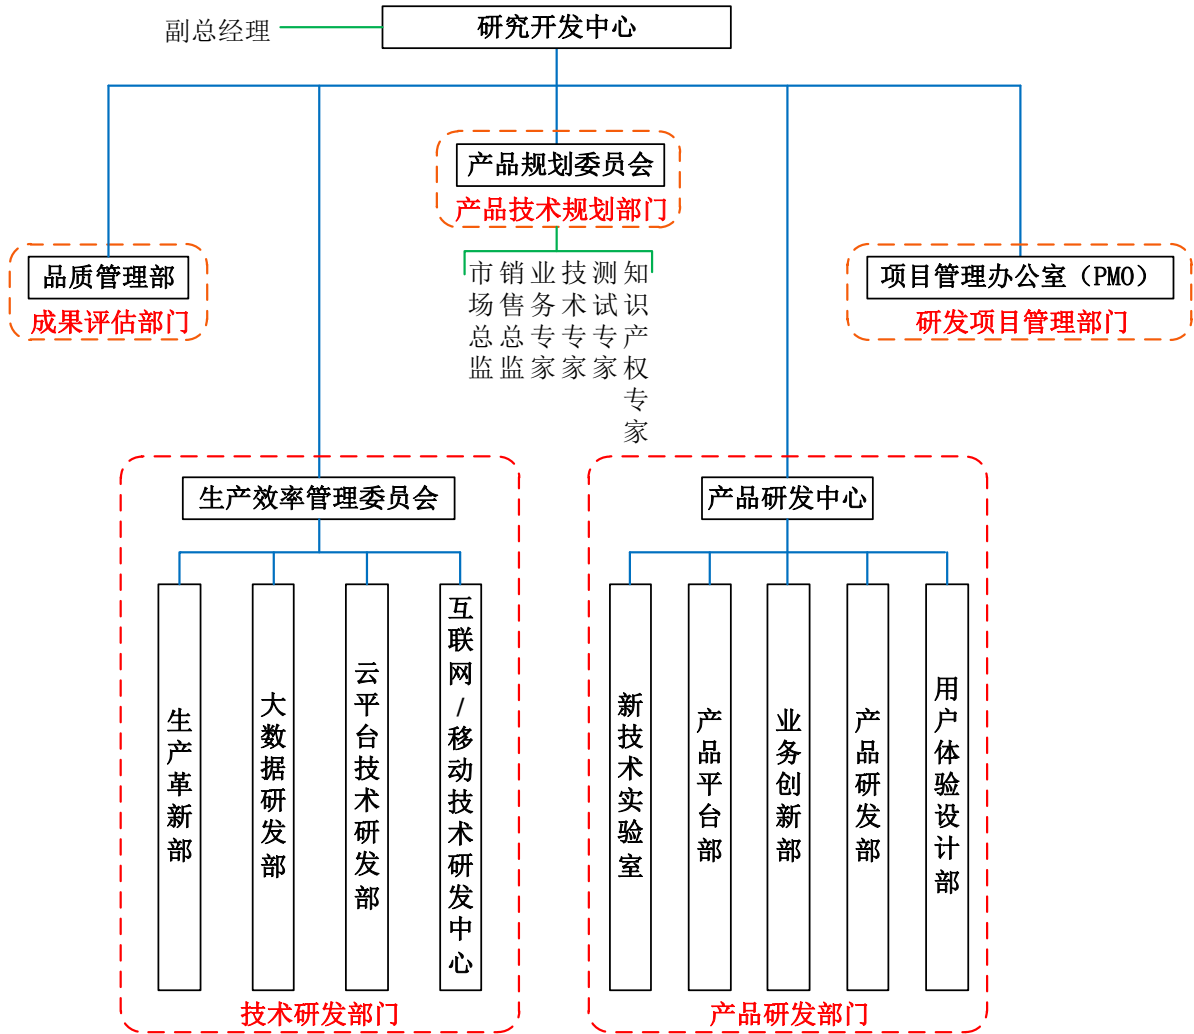 副总经理
研究开发中心
产品规划委员会
产品技术规划部门
品质管理部
成果评估部门
项目管理办公室（PMO）
研发项目管理部门
市场总监
销售总监
业务专家
技术专家
测试专家
知识产权专家
生产效率管理委员会
产品研发中心
生产革新部
大数据研发部
云平台技术研发部
互联网/移动技术研发中心
新技术实验室
产品平台部
业务创新部
产品研发部
用户体验设计部
技术研发部门
产品研发部门